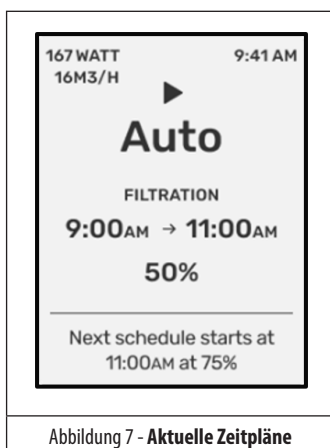 167 WATT 9:41 AM
16M3/H
Auto
FILTRATION
9:00AM → 11:00AM
50%
Next schedule starts at
11:00AM at 75%
Abbildung 7 - Aktuelle Zeitpläne